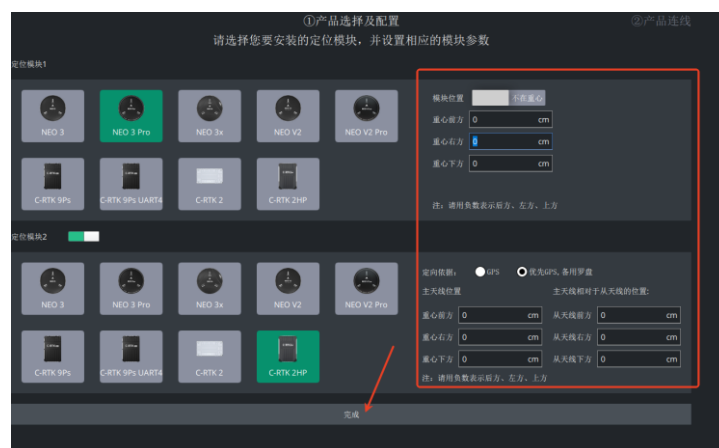 ①产品选择及配置
②产品连线
请选择您要安装的定位模块，并设置相应的模块参数
定位模块1
NEO 3
NEO 3 Pro
NEO 3x
NEO V2
NEO V2 Pro
C-RTK 9Ps
C-RTK 9Ps UART4
C-RTK 2
C-RTK 2HP
模块位置 不在重心
重心前方 0 cm
重心右方 0 cm
重心下方 0 cm
注：请用负数表示后方、左方、上方
定位模块2
NEO 3
NEO 3 Pro
NEO 3x
NEO V2
NEO V2 Pro
C-RTK 9Ps
C-RTK 9Ps UART4
C-RTK 2
C-RTK 2HP
定向依据： GPS 优先GPS, 备用罗盘
主天线位置 主天线相对于从天线的位置:
重心前方 0 cm 从天线前方 0 cm
重心右方 0 cm 从天线右方 0 cm
重心下方 0 cm 从天线下方 0 cm
注：请用负数表示后方、左方、上方
完成